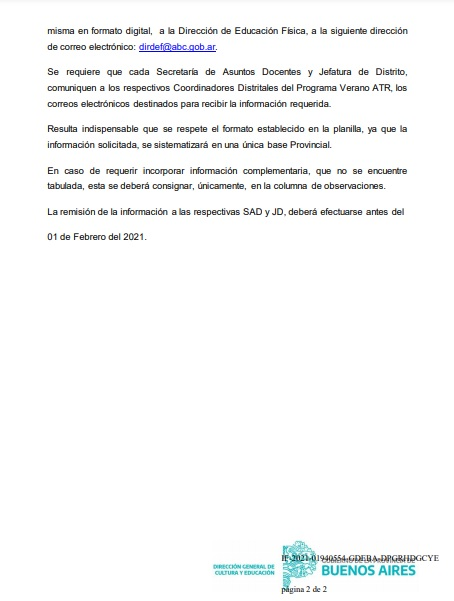 misma en formato digital, a la Dirección de Educación Física, a la siguiente dirección
de correo electrónico: dirdef@abc.gob.ar.
Se requiere que cada Secretaría de Asuntos Docentes y Jefatura de Distrito,
comuniquen a los respectivos Coordinadores Distritales del Programa Verano ATR, los
correos electrónicos destinados para recibir la información requerida.
Resulta indispensable que se respete el formato establecido en la planilla, ya que la
información solicitada, se sistematizará en una única base Provincial.
En caso de requerir incorporar información complementaria, que no se encuentre
tabulada, esta se deberá consignar, únicamente, en la columna de observaciones.
La remisión de la información a las respectivas SAD y JD, deberá efectuarse antes del
01 de Febrero del 2021.
IF-2021-01940554-GDEBA-DPGRHDGCYE
DIRECCIÓN GENERAL DE
CULTURA Y EDUCACIÓN
BUENOS AIRES
página 2 de 2